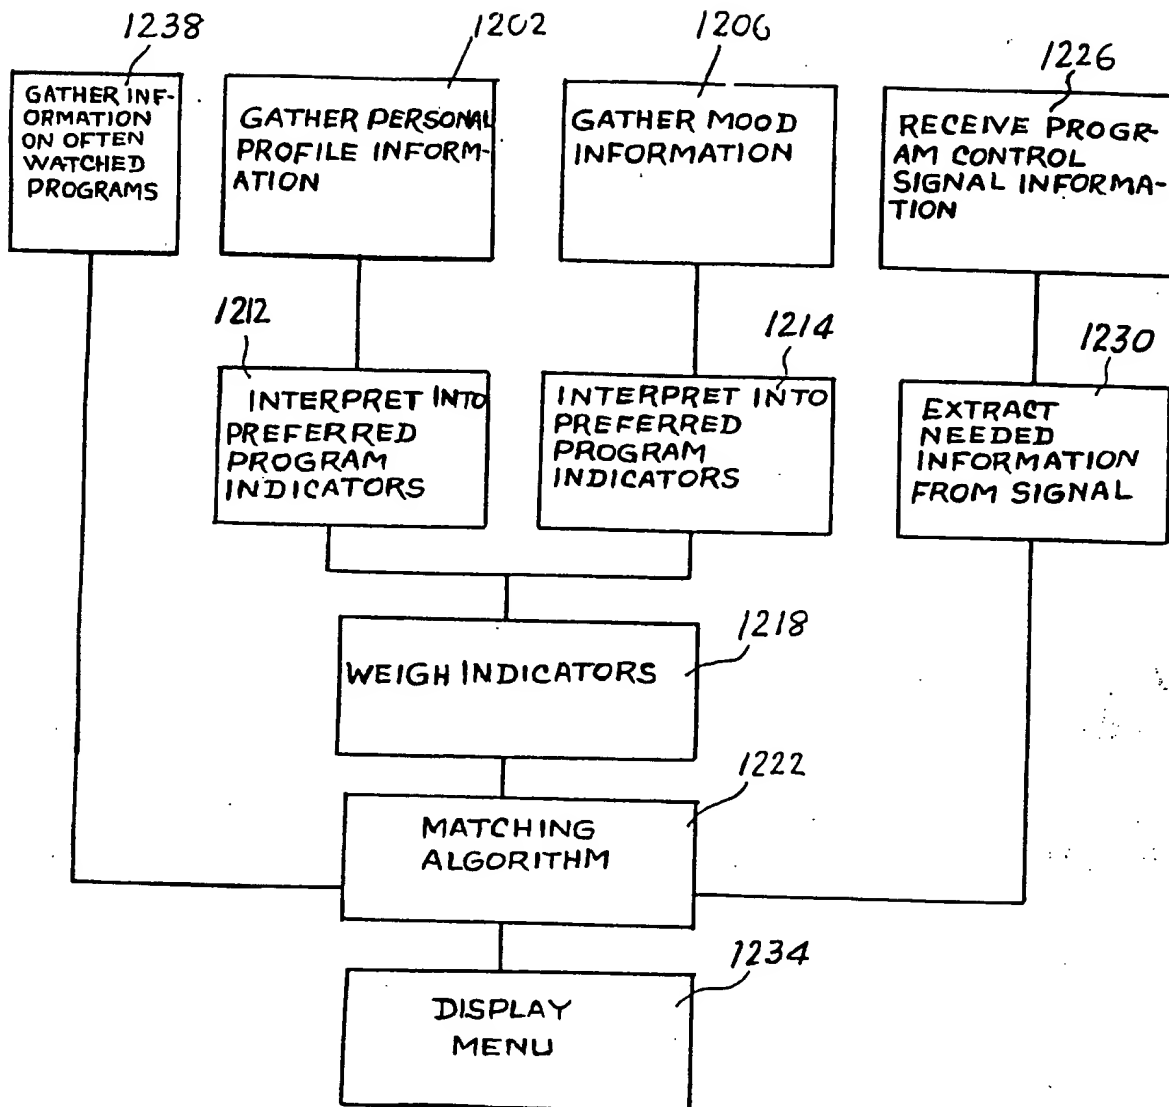 1238
1202
1206
1226
GATHER INF-
ORMATION
ON OFTEN
WATCHED
PROGRAMS
GATHER PERSONAL
PROFILE INFORM-
ATION
GATHER MOOD
INFORMATION
RECEIVE PROGR-
AM CONTROL
SIGNAL INFORMA-
TION
1212
1214
1230
INTERPRET INTO
PREFERRED
PROGRAM
INDICATORS
INTERPRET INTO
PREFERRED
PROGRAM
INDICATORS
EXTRACT
NEEDED
INFORMATION
FROM SIGNAL
1218
WEIGH INDICATORS
1222
MATCHING
ALGORITHM
1234
DISPLAY
MENU